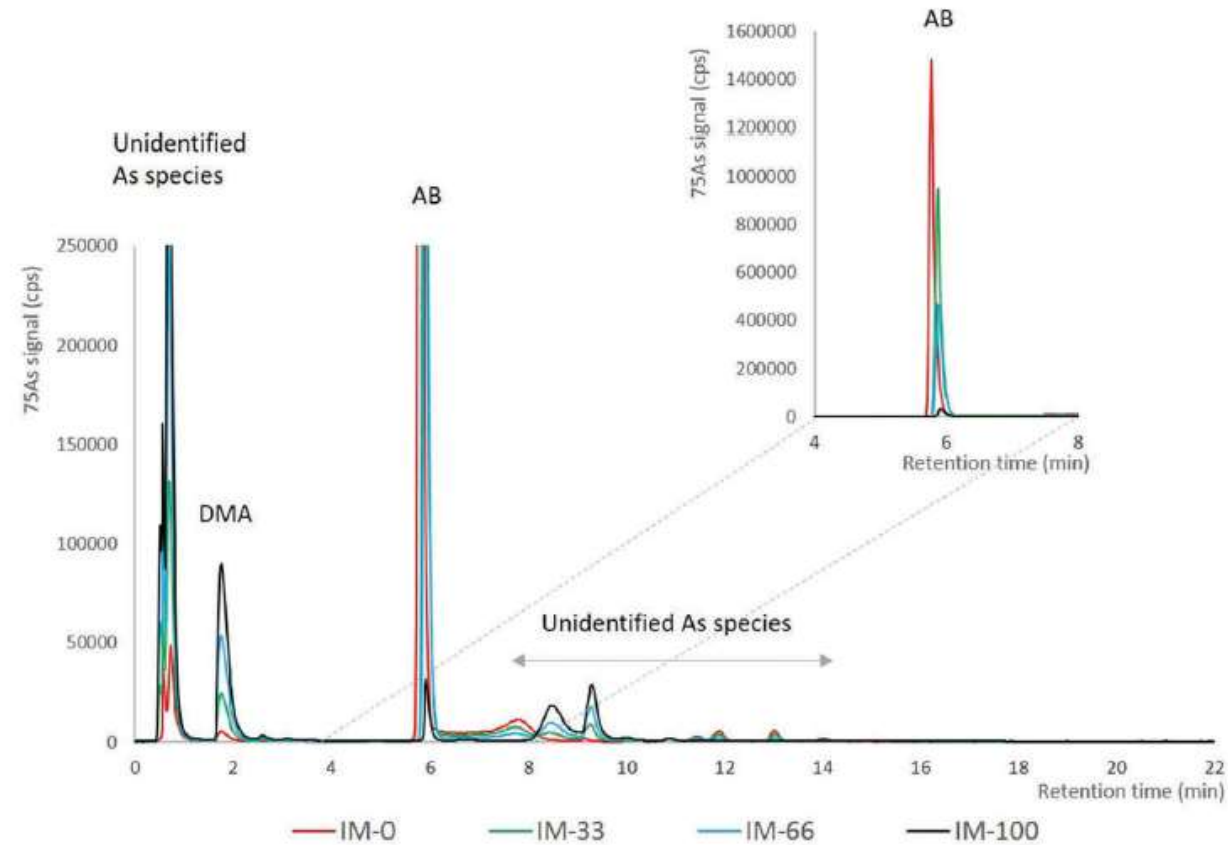 AB
1600000
1400000
1200000
1000000
800000
600000
400000
200000
0
75As signal (cps)
4 6 8
Retention time (min)
Unidentified
As species
AB
250000
200000
150000
100000
50000
0
75As signal (cps)
DMA
Unidentified As species
0 2 4 6 8 10 12 14 16 18 20 22
Retention time (min)
IM-0 IM-33 IM-66 IM-100